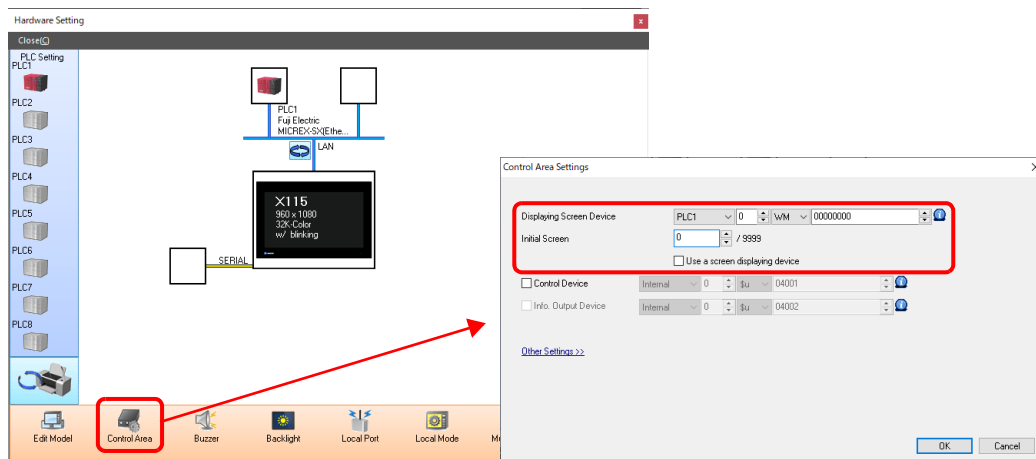 Hardware Setting
x
Close(C)
PLC Setting
PLC1
PLC2
PLC3
PLC4
PLC5
PLC6
PLC7
PLC8
PLC1
Fuji Electric
MICREX-SX(Ethe...
LAN
X115
960 x 1080
32K-Color
w/ blinking
SERIAL
Edit Model
Control Area
Buzzer
Backlight
Local Port
Local Mode
Control Area Settings
Displaying Screen Device PLC1 0 WM 00000000
Initial Screen 0 / 9999
Use a screen displaying device
Control Device Internal 0 $u 04001
Info. Output Device Internal 0 $u 04002
Other Settings >>
OK Cancel